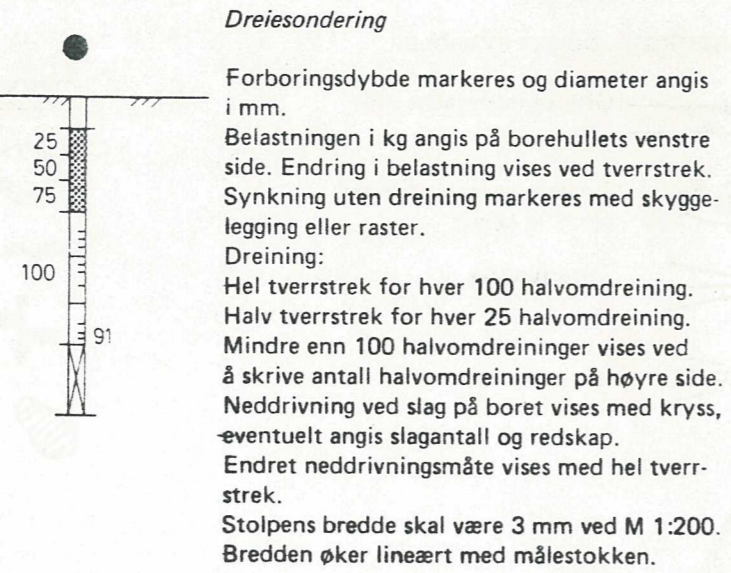 Dreiesondering
Forboringsdybde markeres og diameter angis
i mm.
Belastningen i kg angis på borehullets venstre
side. Endring i belastning vises ved tverrstrek.
Synkning uten dreining markeres med skygge-
legging eller raster.
Dreining:
Hel tverrstrek for hver 100 halvomdreining.
Halv tverrstrek for hver 25 halvomdreining.
Mindre enn 100 halvomdreininger vises ved
å skrive antall halvomdreininger på høyre side.
Neddrivning ved slag på boret vises med kryss,
eventuelt angis slagantall og redskap.
Endret neddrivningsmåte vises med hel tverr-
strek.
Stolpens bredde skal være 3 mm ved M 1:200.
Bredden øker lineært med målestokken.
25
50
75
100
91